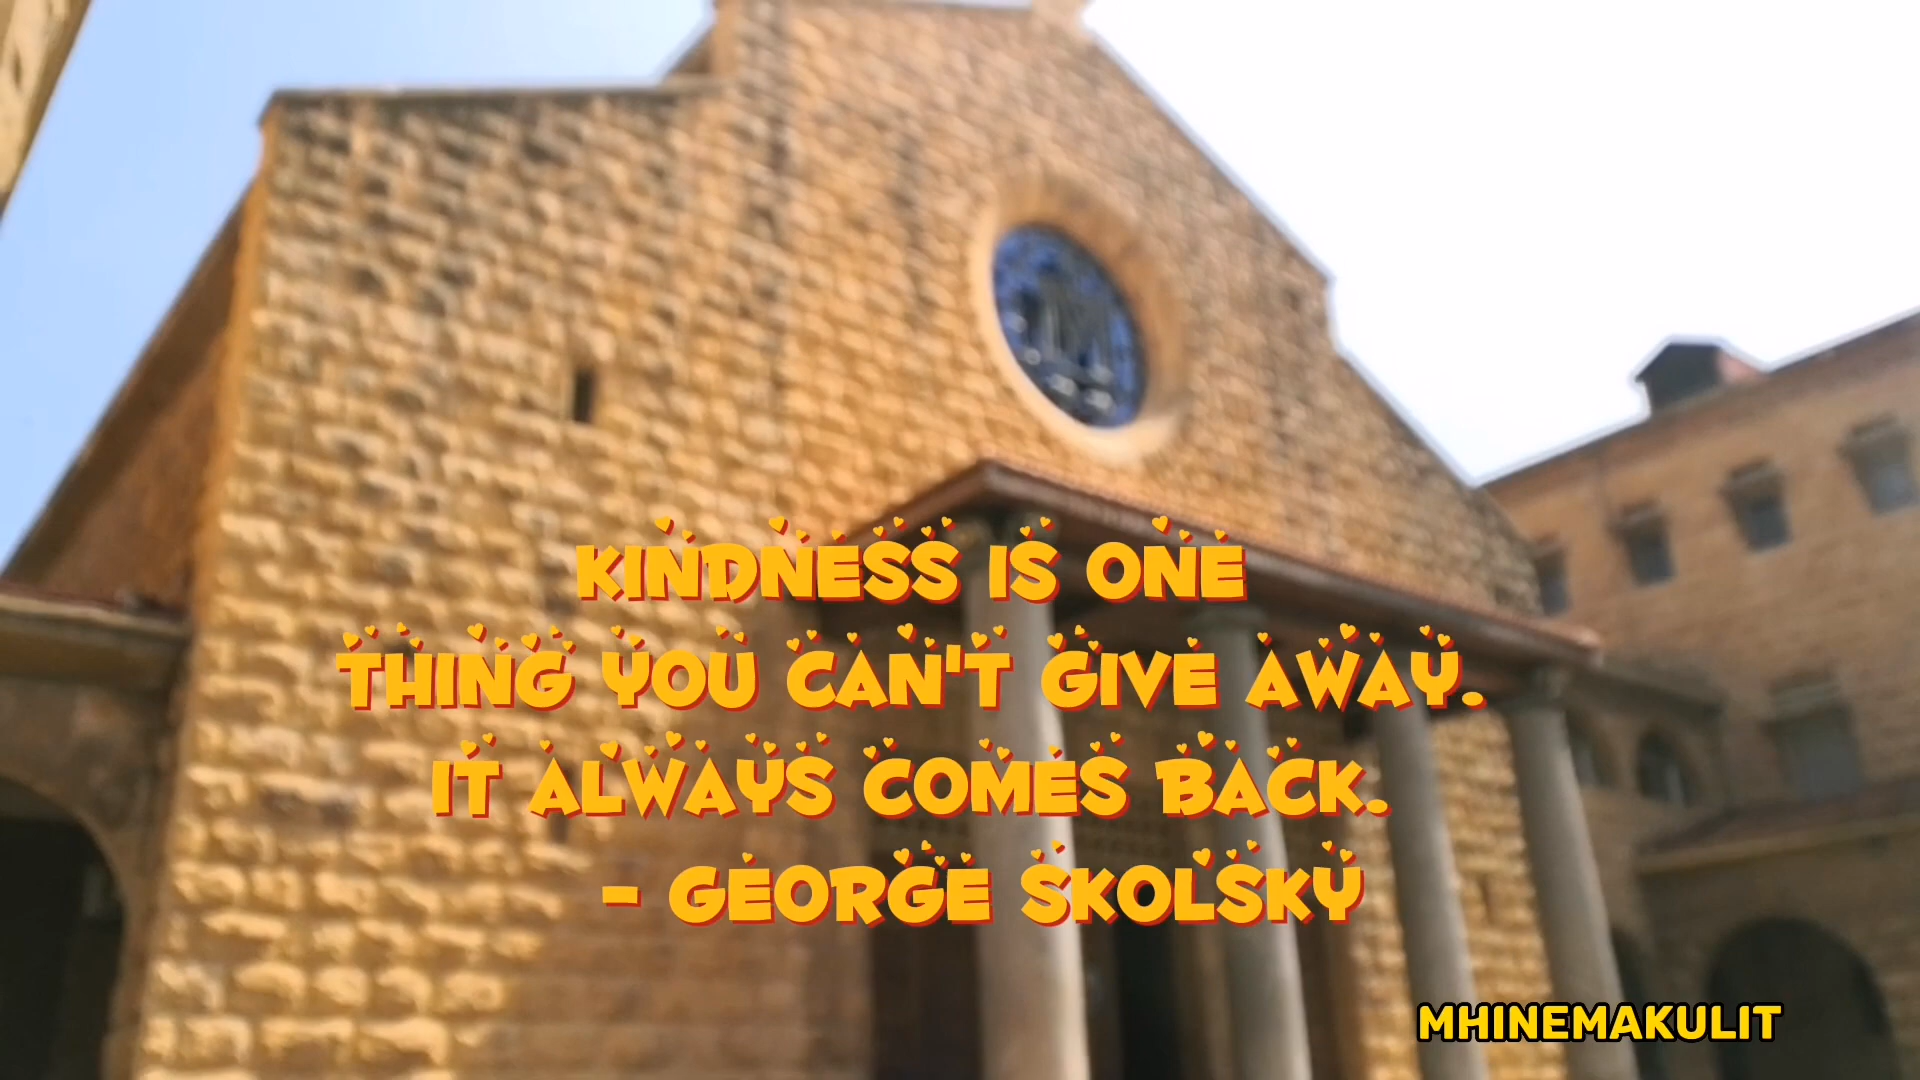 KINDNESS IS ONE
THING YOU CAN'T GIVE AWAY.
IT ALWAYS COMES BACK.
- GEORGE SKOLSKY
MHINEMAKULIT